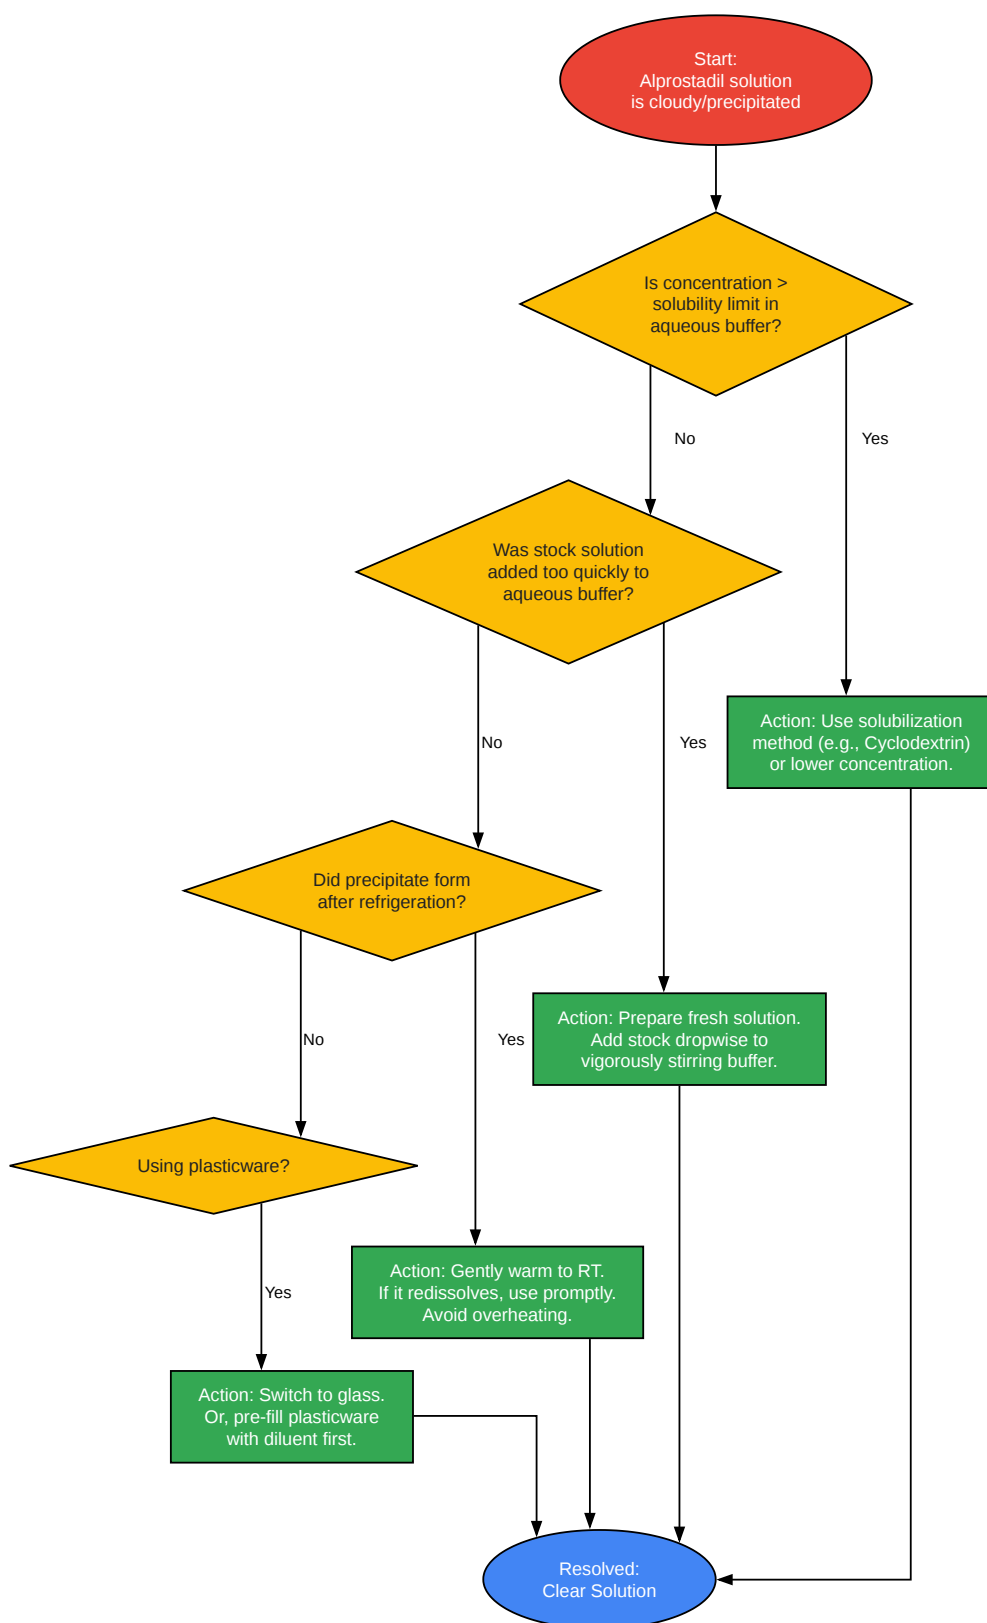 Start:
Alprostadil solution
is cloudy/precipitated
Is concentration >
solubility limit in
aqueous buffer?
No
Yes
Was stock solution
added too quickly to
aqueous buffer?
No
Yes
Action: Use solubilization
method (e.g., Cyclodextrin)
or lower concentration.
Did precipitate form
after refrigeration?
No
Yes
Action: Prepare fresh solution.
Add stock dropwise to
vigorously stirring buffer.
Using plasticware?
Yes
Action: Gently warm to RT.
If it redissolves, use promptly.
Avoid overheating.
Action: Switch to glass.
Or, pre-fill plasticware
with diluent first.
Resolved:
Clear Solution